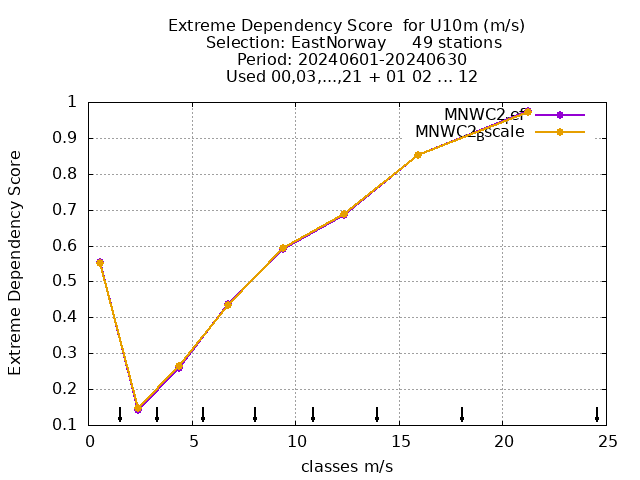 Extreme Dependency Score  for U10m (m/s)
Selection: EastNorway     49 stations
Period: 20240601-20240630
Used 00,03,...,21 + 01 02 ... 12
1
0.9
0.8
0.7
0.6
0.5
0.4
0.3
0.2
0.1
Extreme Dependency Score
0 5 10 15 20 25
classes m/s
MNWC2Bscale